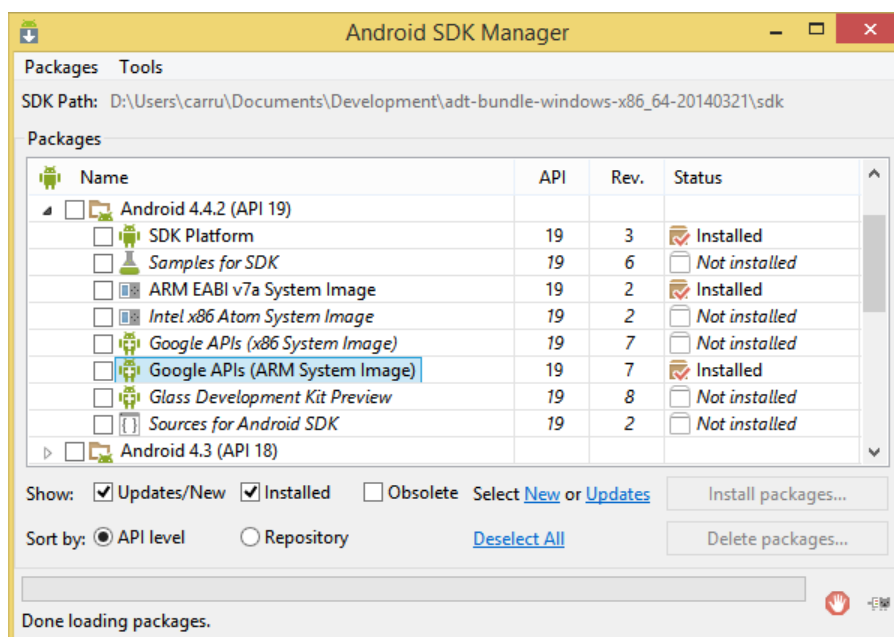 Android SDK Manager
Packages Tools
SDK Path: D:\Users\carru\Documents\Development\adt-bundle-windows-x86_64-20140321\sdk
Packages
Name API Rev. Status
Android 4.4.2 (API 19)
SDK Platform 19 3 Installed
Samples for SDK 19 6 Not installed
ARM EABI v7a System Image 19 2 Installed
Intel x86 Atom System Image 19 2 Not installed
Google APIs (x86 System Image) 19 7 Not installed
Google APIs (ARM System Image) 19 7 Installed
Glass Development Kit Preview 19 8 Not installed
Sources for Android SDK 19 2 Not installed
Android 4.3 (API 18)
Show: Updates/New Installed Obsolete Select New or Updates Install packages...
Sort by: API level Repository Deselect All Delete packages...
Done loading packages.